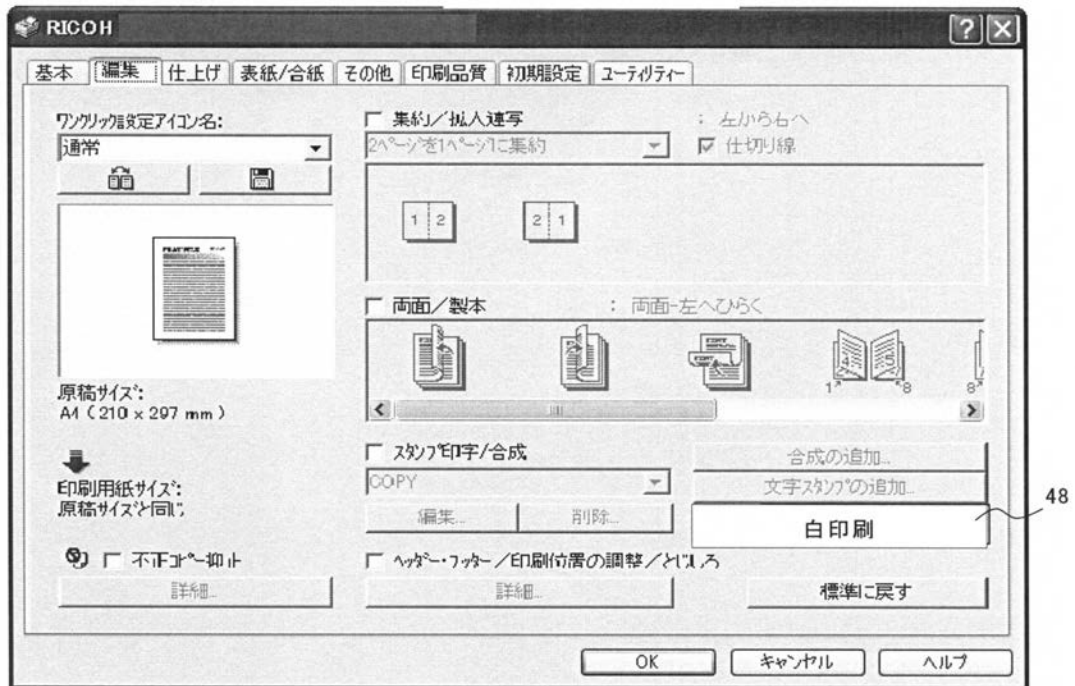 RICOH
基本 編集 仕上げ 表紙/合紙 その他 印刷品質 初期設定 ユーティリティー
ワンクリック設定アイコン名:
通常
原稿サイズ:
A4 ( 210 x 297 mm )
印刷用紙サイズ:
原稿サイズと同じ
不正コピー抑止
詳細...
集約/拡大連写 : 左から右へ
2ページを1ページに集約 仕切り線
1 2 2 1
両面/製本 : 両面-左へひらく
1 8 8
スタンプ印字/合成 合成の追加...
COPY 文字スタンプの追加...
編集... 削除... 白印刷 48
ヘッダー・フッター/印刷位置の調整/とじしろ
詳細... 標準に戻す
OK キャンセル ヘルプ